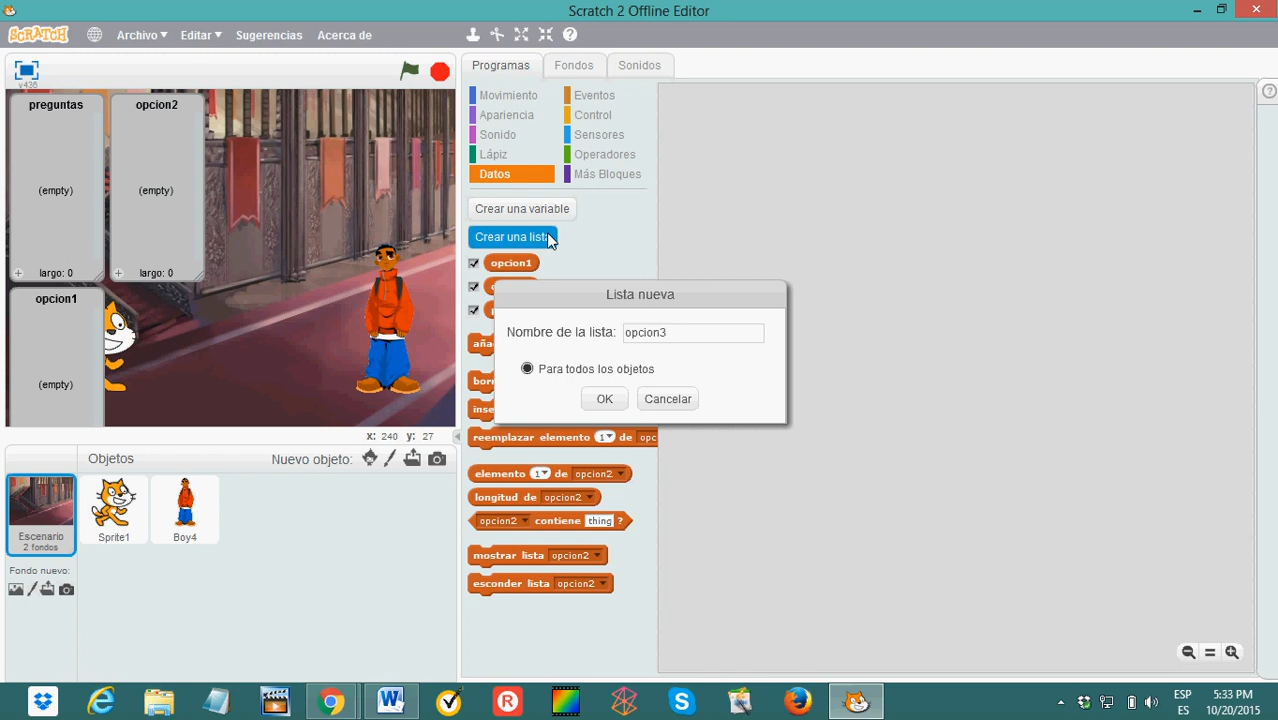 Scratch 2 Offline Editor
SCRATCH
Archivo
Editar
Sugerencias
Acerca de
v436
preguntas
(empty)
largo: 0
opcion2
(empty)
largo: 0
opcion1
(empty)
x: 240 y: 27
Programas
Fondos
Sonidos
Movimiento
Apariencia
Sonido
Lápiz
Datos
Eventos
Control
Sensores
Operadores
Más Bloques
Crear una variable
Crear una lista
opcion1
Lista nueva
Nombre de la lista: opcion3
Para todos los objetos
OK
Cancelar
reemplazar elemento 1 de opc
elemento 1 de opcion2
longitud de opcion2
opcion2 contiene thing ?
mostrar lista opcion2
esconder lista opcion2
Objetos
Nuevo objeto:
Escenario
2 fondos
Sprite1
Boy4
Fondo nuevo:
ESP
ES
5:33 PM
10/20/2015